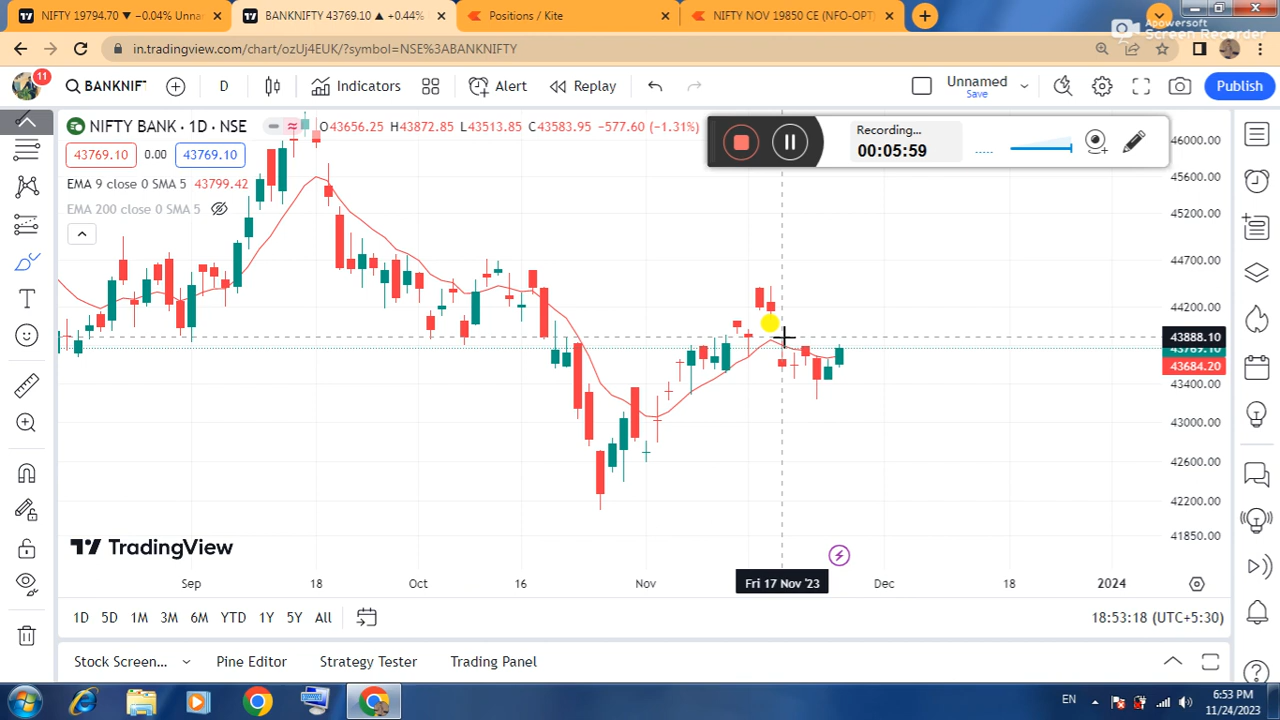 NIFTY 19794.70 ▼ −0.04% Unnar
BANKNIFTY 43769.10 ▲ +0.44%
Positions / Kite
NIFTY NOV 19850 CE (NFO-OPT)
in.tradingview.com/chart/ozUj4EUK/?symbol=NSE%3ABANKNIFTY
Apowersoft
Screen Recorder
11
BANKNIFT
D
Indicators
Alert
Replay
Unnamed
Save
Publish
NIFTY BANK · 1D · NSE
O43656.25 H43872.85 L43513.85 C43583.95 −577.60 (−1.31%)
43769.10
0.00
43769.10
EMA 9 close 0 SMA 5 43799.42
EMA 200 close 0 SMA 5
Recording...
00:05:59
46000.00
45600.00
45200.00
44700.00
44200.00
43888.10
43769.10
43684.20
43400.00
43000.00
42600.00
42200.00
41850.00
TradingView
Sep
18
Oct
16
Nov
Fri 17 Nov '23
Dec
18
2024
1D
5D
1M
3M
6M
YTD
1Y
5Y
All
18:53:18 (UTC+5:30)
Stock Screen...
Pine Editor
Strategy Tester
Trading Panel
EN
6:53 PM
11/24/2023